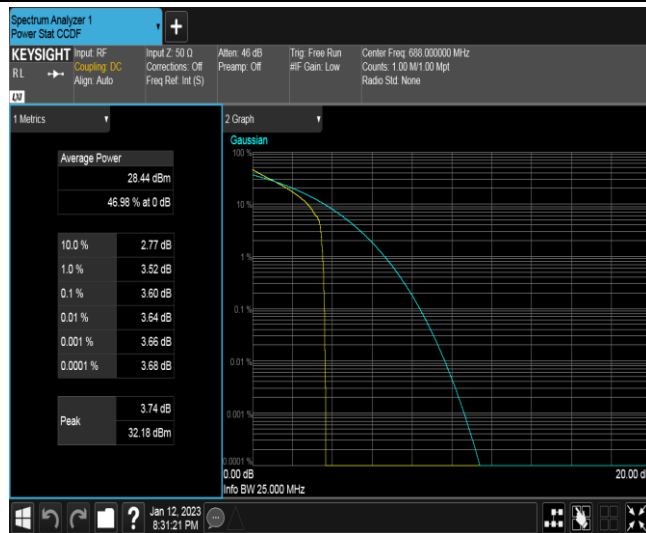 Spectrum Analyzer 1
Power Stat CCDF
KEYSIGHT
RL
Input: RF
Coupling: DC
Align: Auto
Input Z: 50 Ω
Corrections: Off
Freq Ref: Int (S)
Atten: 46 dB
Preamp: Off
Trig: Free Run
#IF Gain: Low
Center Freq: 688.000000 MHz
Counts: 1.00 M/1.00 Mpt
Radio Std: None
1 Metrics
Average Power
28.44 dBm
46.98 % at 0 dB
10.0 % 2.77 dB
1.0 % 3.52 dB
0.1 % 3.60 dB
0.01 % 3.64 dB
0.001 % 3.66 dB
0.0001 % 3.68 dB
Peak
3.74 dB
32.18 dBm
2 Graph
Gaussian
100 %
10 %
1 %
0.1 %
0.01 %
0.001 %
0.0001 %
0.00 dB
20.00 d
Info BW 25.000 MHz
Jan 12, 2023
8:31:21 PM